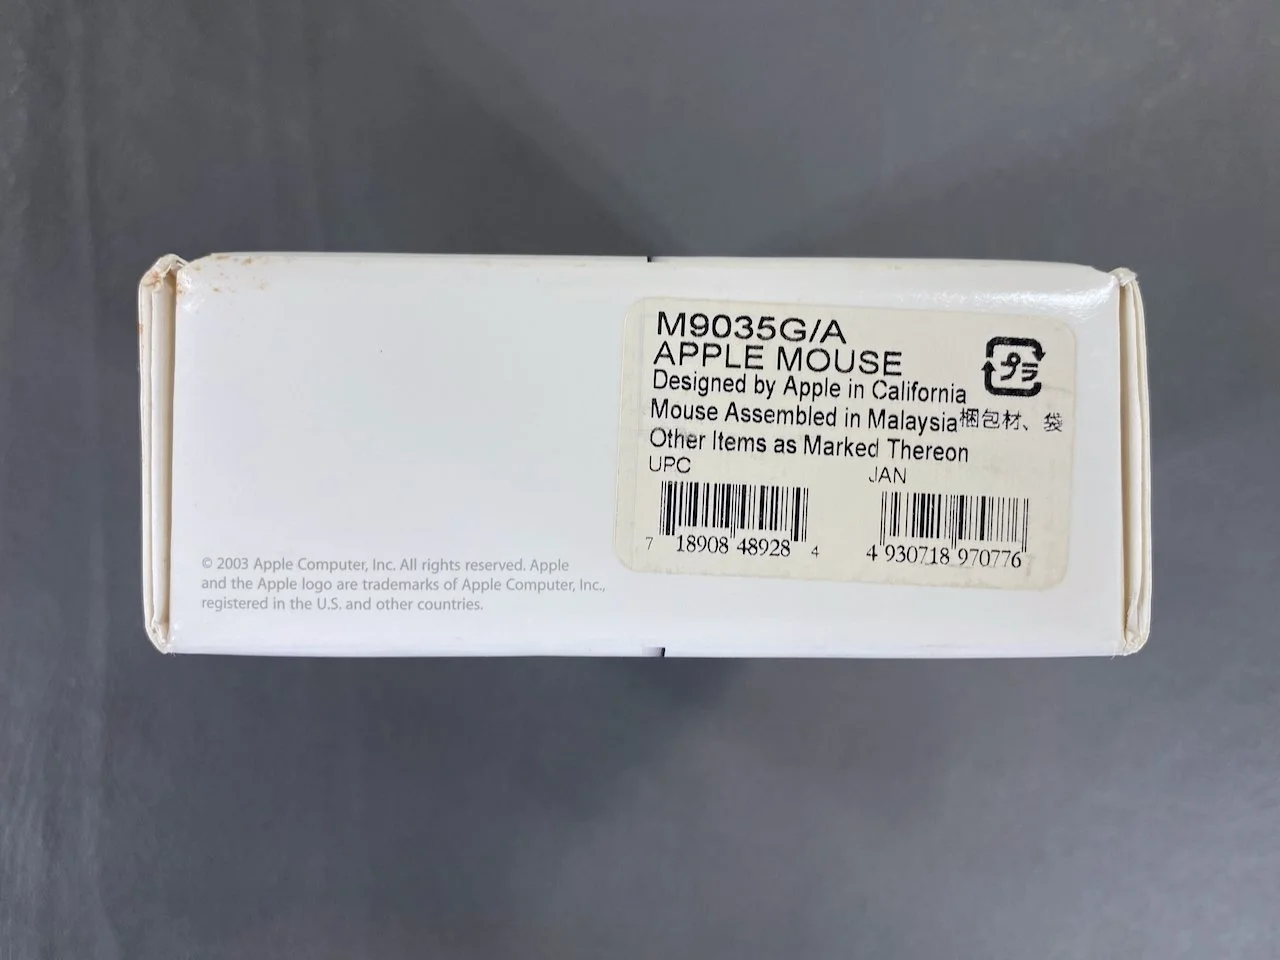 M9035G/A
APPLE MOUSE
Designed by Apple in California
プラ
Mouse Assembled in Malaysia梱包材、袋
Other Items as Marked Thereon
UPC
7 18908 48928 4
JAN
4 930718 970776
© 2003 Apple Computer, Inc. All rights reserved. Apple
and the Apple logo are trademarks of Apple Computer, Inc.,
registered in the U.S. and other countries.